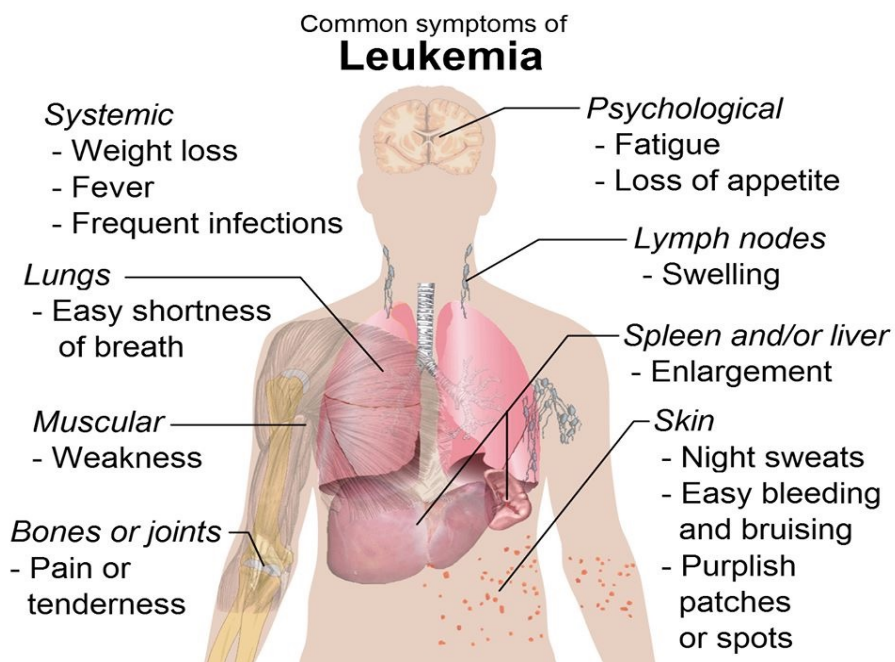 Common symptoms of
Leukemia
Systemic
- Weight loss
- Fever
- Frequent infections
Lungs
- Easy shortness
of breath
Muscular
- Weakness
Bones or joints
- Pain or
tenderness
Psychological
- Fatigue
- Loss of appetite
Lymph nodes
- Swelling
Spleen and/or liver
- Enlargement
Skin
- Night sweats
- Easy bleeding
and bruising
- Purplish
patches
or spots